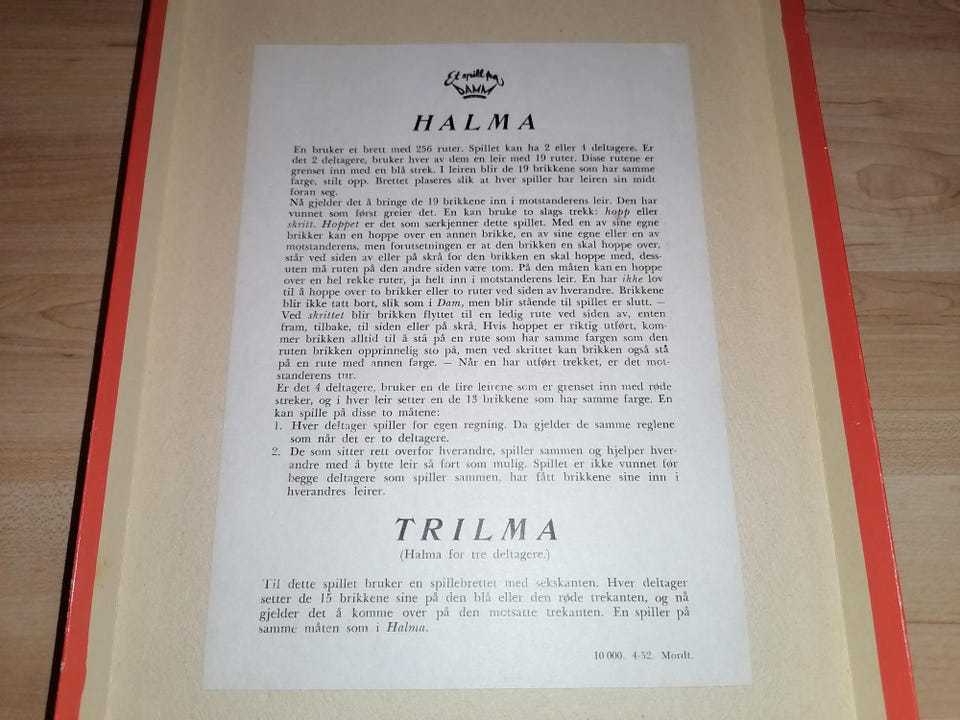 Et spill fra
DAMM
HALMA
En bruker et brett med 256 ruter. Spillet kan ha 2 eller 4 deltagere. Er
det 2 deltagere, bruker hver av dem en leir med 19 ruter. Disse rutene er
grenset inn med en blå strek. I leiren blir de 19 brikkene som har samme
farge, stilt opp. Brettet plaseres slik at hver spiller har leiren sin midt
foran seg.
Nå gjelder det å bringe de 19 brikkene inn i motstanderens leir. Den har
vunnet som først greier det. En kan bruke to slags trekk: hopp eller
skritt. Hoppet er det som særkjenner dette spillet. Med en av sine egne
brikker kan en hoppe over en annen brikke, en av sine egne eller en av
motstanderens, men forutsetningen er at den brikken en skal hoppe over,
står ved siden av eller på skrå for den brikken en skal hoppe med, dess-
uten må ruten på den andre siden være tom. På den måten kan en hoppe
over en hel rekke ruter, ja helt inn i motstanderens leir. En har ikke lov
til å hoppe over to brikker eller to ruter ved siden av hverandre. Brikkene
blir ikke tatt bort, slik som i Dam, men blir stående til spillet er slutt. —
Ved skrittet blir brikken flyttet til en ledig rute ved siden av, enten
fram, tilbake, til siden eller på skrå. Hvis hoppet er riktig utført, kom-
mer brikken alltid til å stå på en rute som har samme fargen som den
ruten brikken opprinnelig sto på, men ved skrittet kan brikken også stå
på en rute med annen farge. — Når en har utført trekket, er det mot-
standerens tur.
Er det 4 deltagere, bruker en de fire leirene som er grenset inn med røde
streker, og i hver leir setter en de 13 brikkene som har samme farge. En
kan spille på disse to måtene:
1. Hver deltager spiller for egen regning. Da gjelder de samme reglene
som når det er to deltagere.
2. De som sitter rett overfor hverandre, spiller sammen og hjelper hver-
andre med å bytte leir så fort som mulig. Spillet er ikke vunnet før
begge deltagere som spiller sammen, har fått brikkene sine inn i
hverandres leirer.
TRILMA
(Halma for tre deltagere.)
Til dette spillet bruker en spillebrettet med sekskanten. Hver deltager
setter de 15 brikkene sine på den blå eller den røde trekanten, og nå
gjelder det å komme over på den motsatte trekanten. En spiller på
samme måten som i Halma.
10 000. 4-52. Mordt.